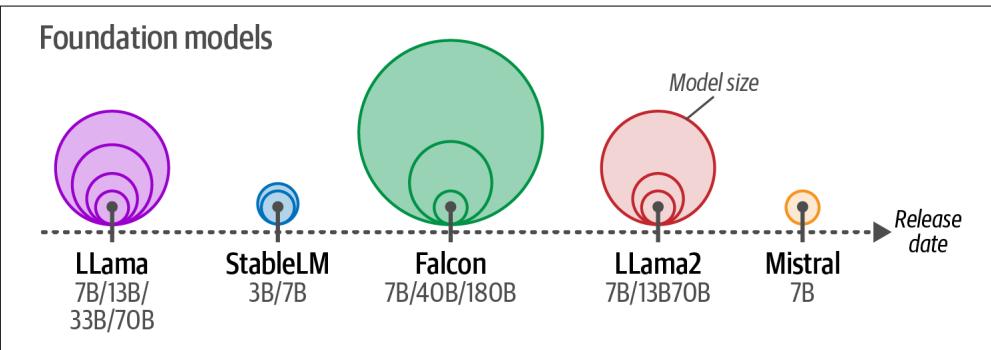 Foundation models
Model size
Release
date
LLama
7B/13B/
33B/70B
StableLM
3B/7B
Falcon
7B/40B/180B
LLama2
7B/13B70B
Mistral
7B